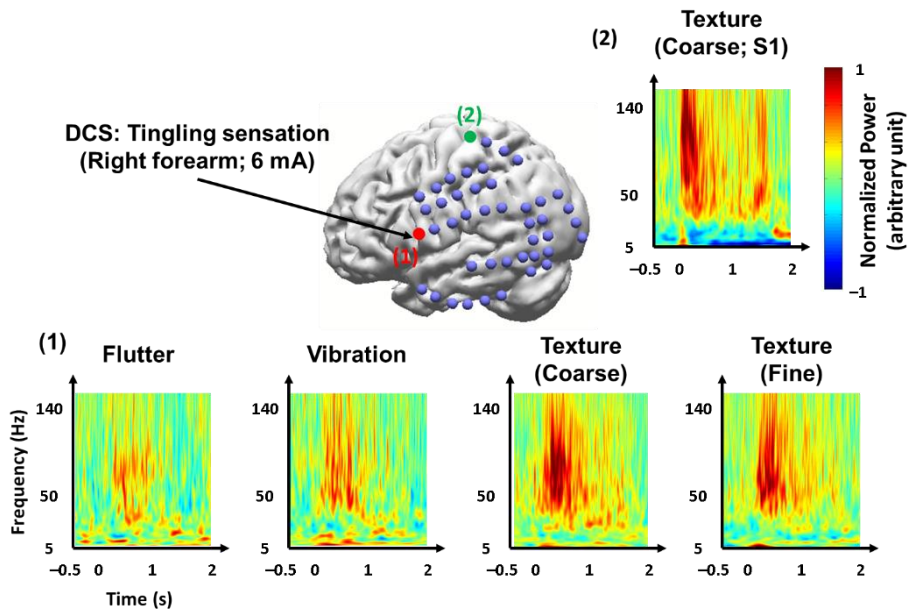 (2)
Texture
(Coarse; S1)
140
50
5
−0.5 0 1 2
1
Normalized Power
(arbitrary unit)
−1
DCS: Tingling sensation
(Right forearm; 6 mA)
(2)
(1)
(1)
Flutter
Vibration
Texture
(Coarse)
Texture
(Fine)
Frequency (Hz)
140
50
5
−0.5 0 1 2
Time (s)
140
50
5
−0.5 0 1 2
140
50
5
−0.5 0 1 2
140
50
5
−0.5 0 1 2